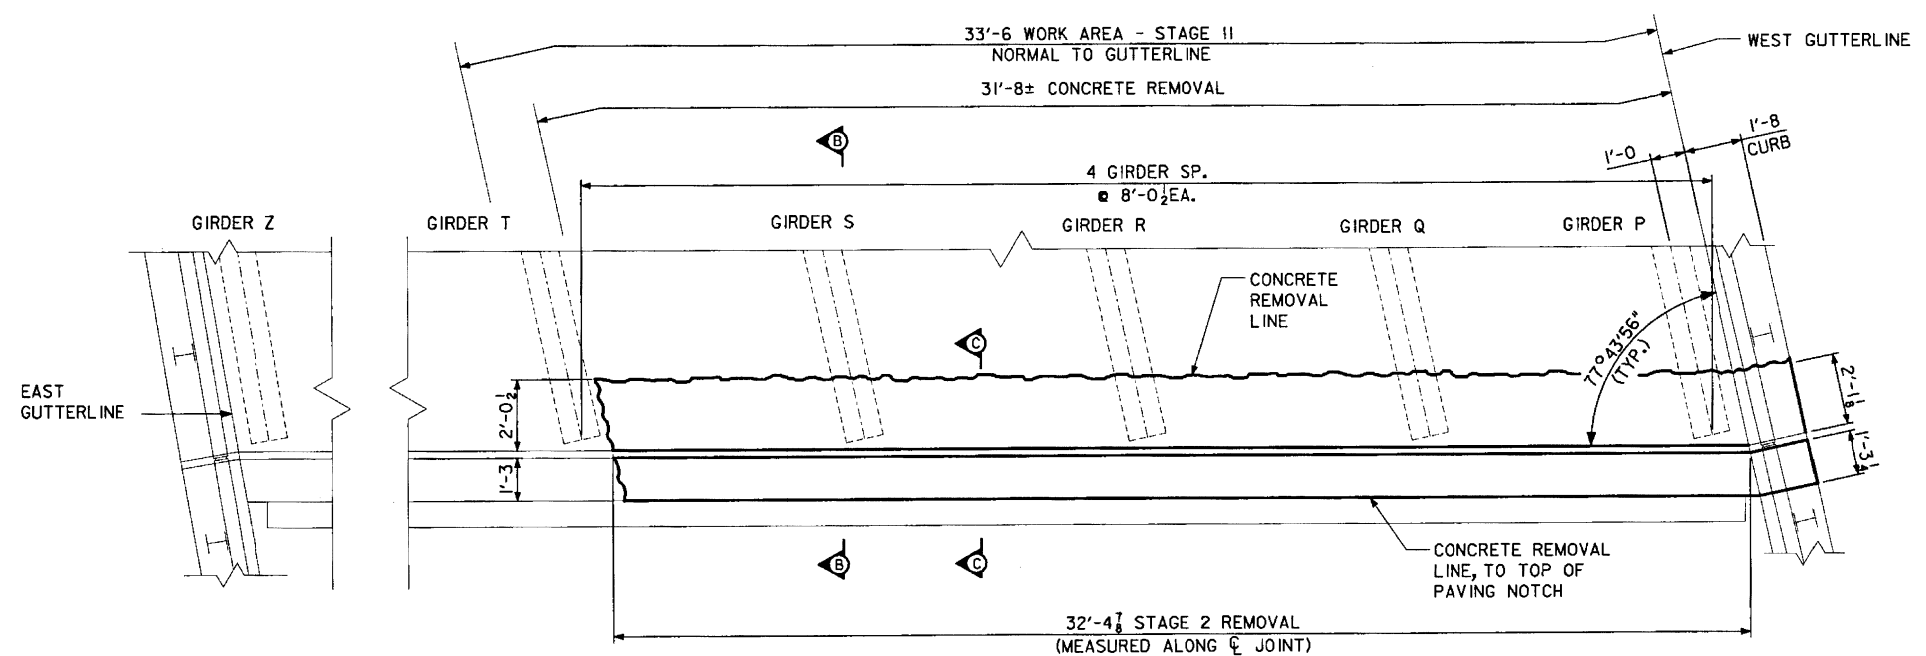 33'-6 WORK AREA - STAGE II
NORMAL TO GUTTERLINE
WEST GUTTERLINE
31'-8± CONCRETE REMOVAL
1'-8
CURB
1'-0
B
4 GIRDER SP.
@ 8'-0½EA.
GIRDER Z
GIRDER T
GIRDER S
GIRDER R
GIRDER Q
GIRDER P
CONCRETE
REMOVAL
LINE
C
77°43'56"
(TYP.)
EAST
GUTTERLINE
2'-0½
2'-1⅛
1'-3
1'-3¼
B
C
CONCRETE REMOVAL
LINE, TO TOP OF
PAVING NOTCH
32'-4⅞ STAGE 2 REMOVAL
(MEASURED ALONG ℄ JOINT)